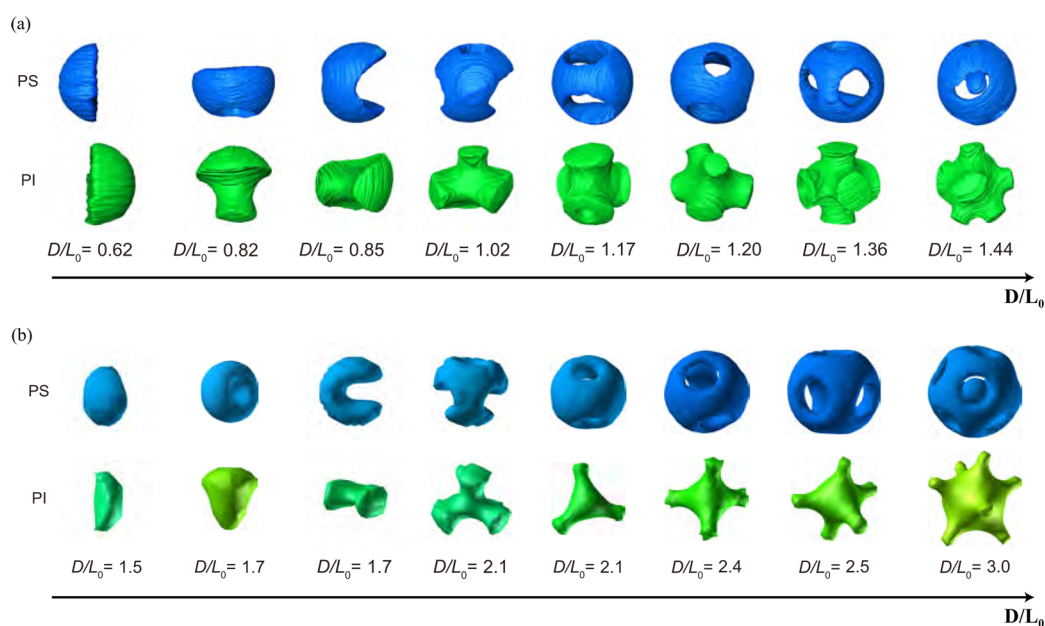 (a)
PS
PI
D/L₀= 0.62 D/L₀= 0.82 D/L₀= 0.85 D/L₀= 1.02 D/L₀= 1.17 D/L₀= 1.20 D/L₀= 1.36 D/L₀= 1.44
D/L₀
(b)
PS
PI
D/L₀= 1.5 D/L₀= 1.7 D/L₀= 1.7 D/L₀= 2.1 D/L₀= 2.1 D/L₀= 2.4 D/L₀= 2.5 D/L₀= 3.0
D/L₀